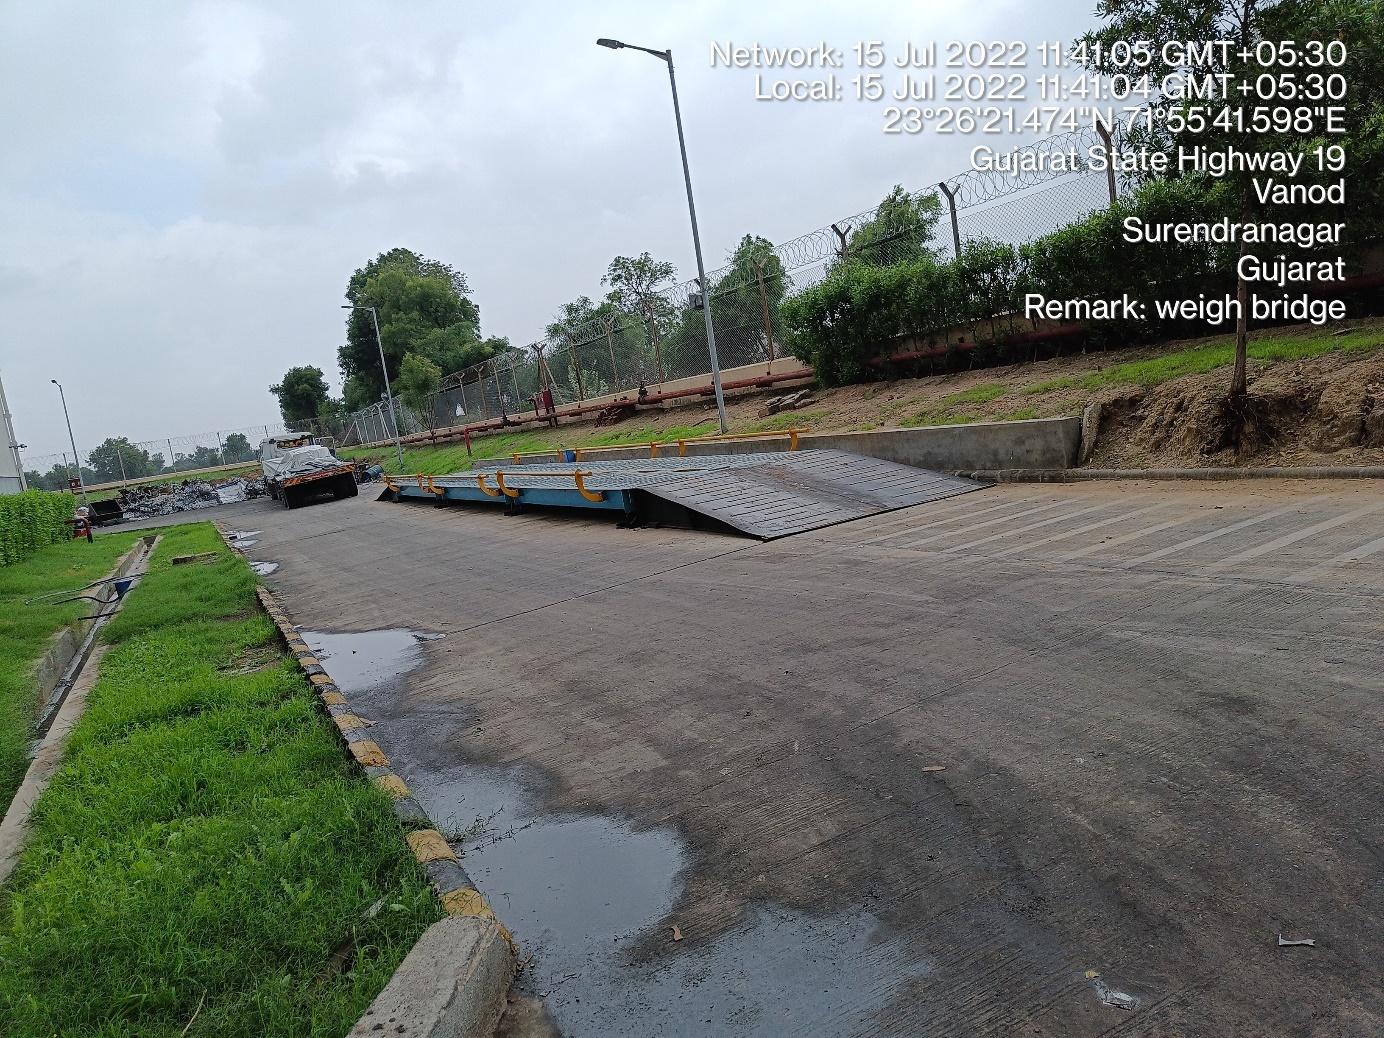 Network: 15 Jul 2022 11:41:05 GMT+05:30
Local: 15 Jul 2022 11:41:04 GMT+05:30
23°26'21.474"N 71°55'41.598"E
Gujarat State Highway 19
Vanod
Surendranagar
Gujarat
Remark: weigh bridge